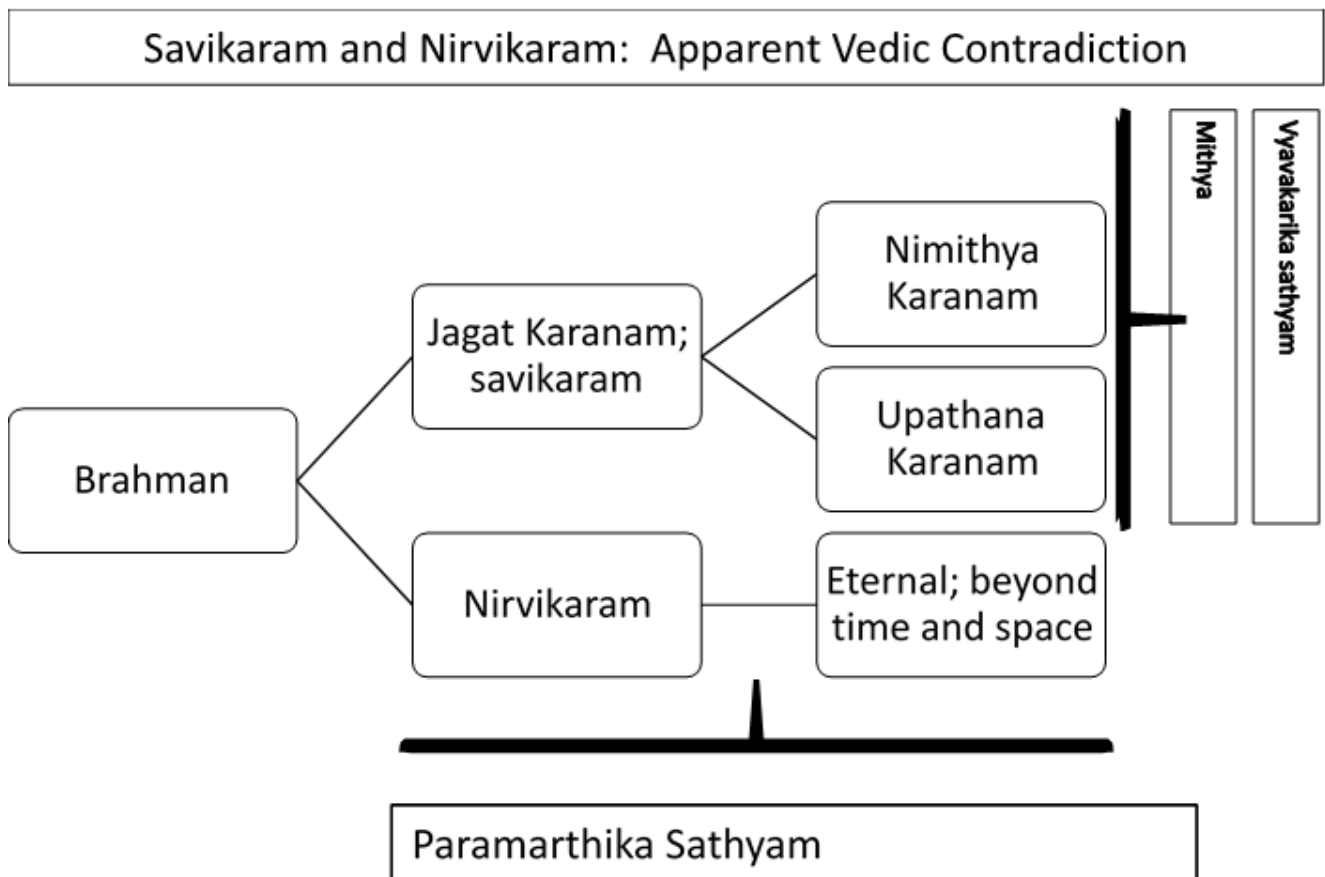 Savikaram and Nirvikaram:  Apparent Vedic Contradiction
Brahman
Jagat Karanam;
savikaram
Nimithya
Karanam
Upathana
Karanam
Nirvikaram
Eternal; beyond
time and space
Mithya
Vyavakarika sathyam
Paramarthika Sathyam